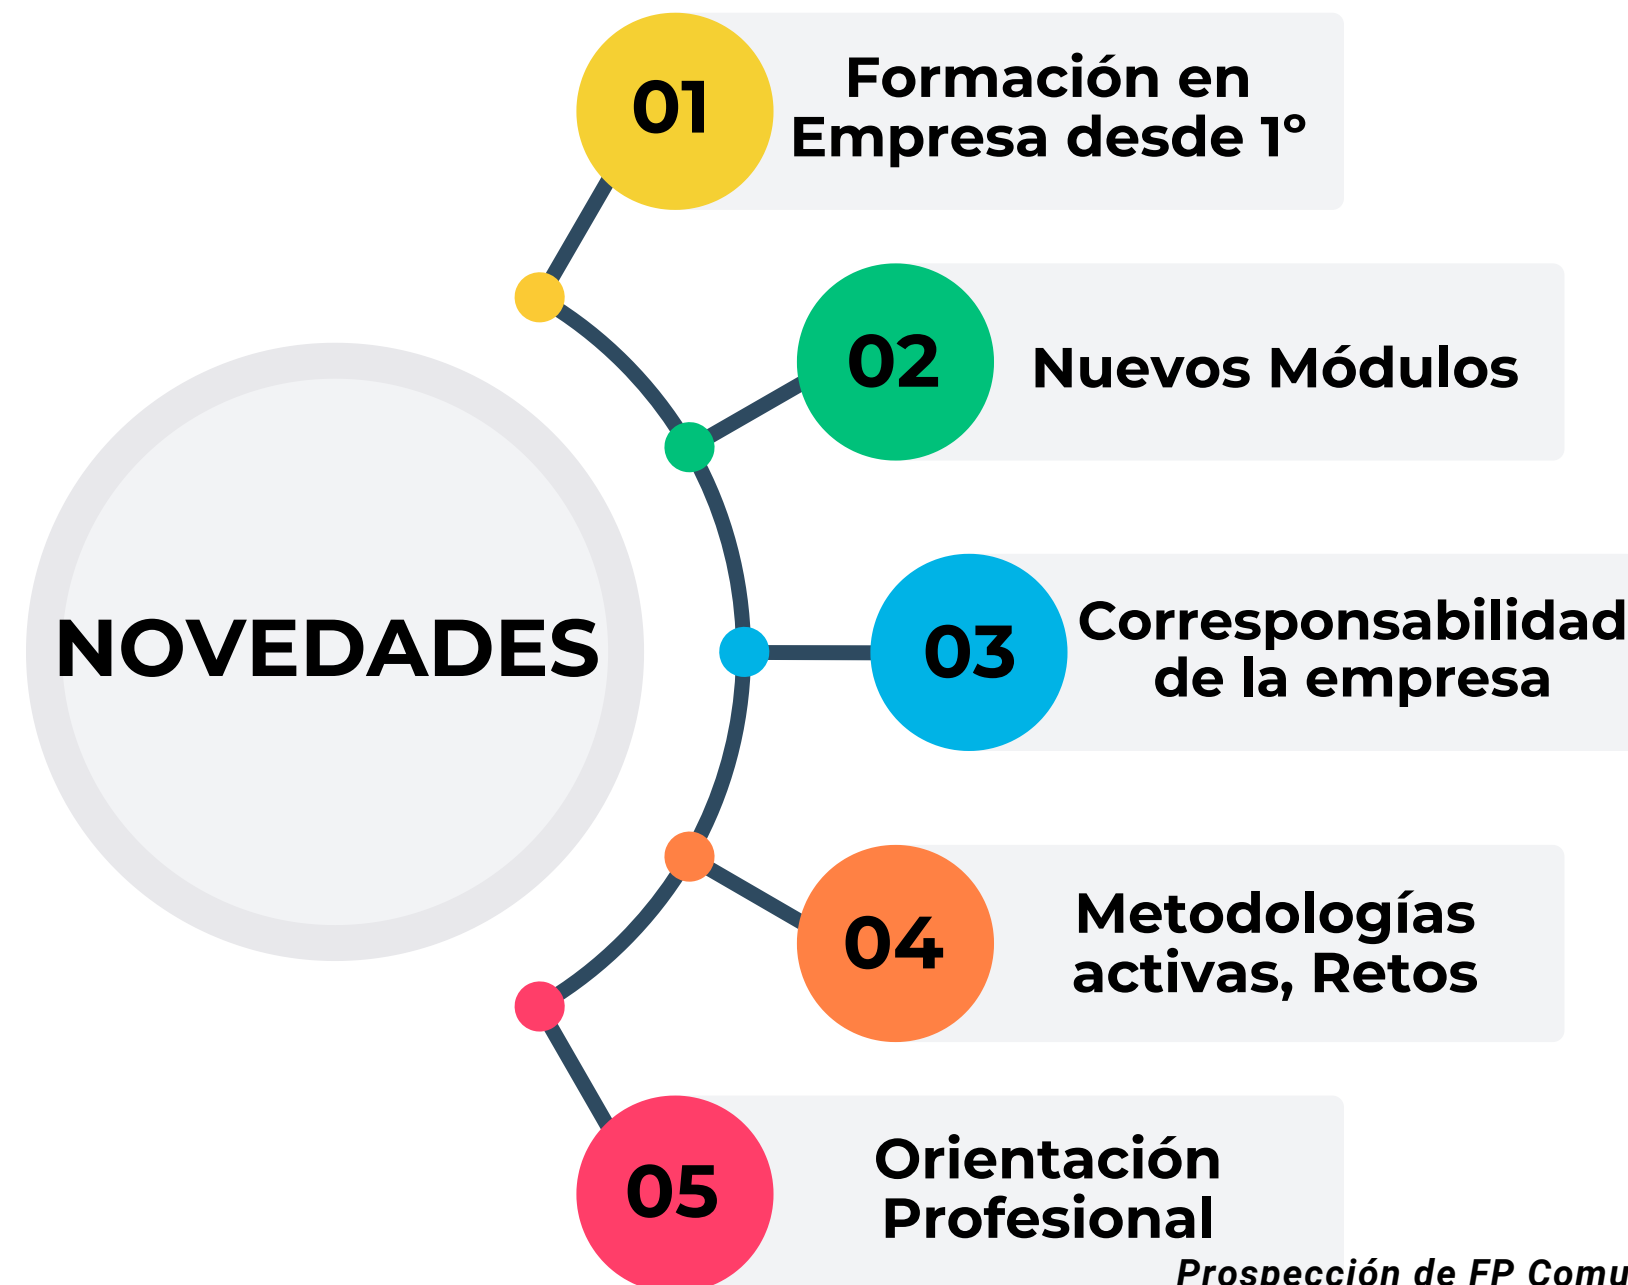 01
Formación en
Empresa desde 1º
02
Nuevos Módulos
NOVEDADES
03
Corresponsabilidad
de la empresa
04
Metodologías
activas, Retos
05
Orientación
Profesional
Prospección de FP Comu